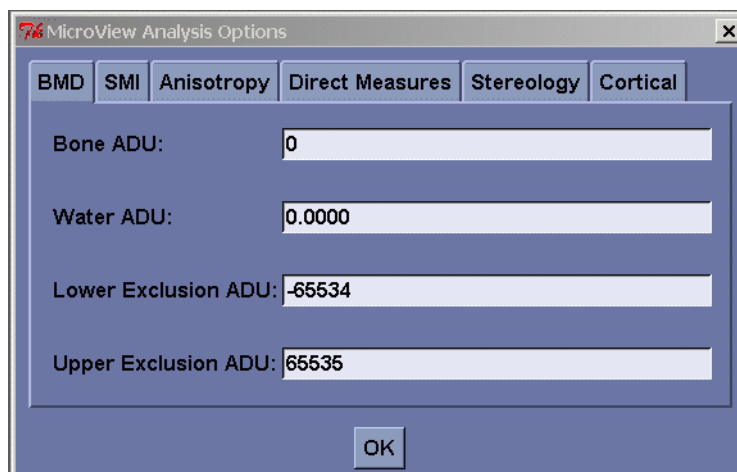 MicroView Analysis Options
BMD SMI Anisotropy Direct Measures Stereology Cortical
Bone ADU: 0
Water ADU: 0.0000
Lower Exclusion ADU: -65534
Upper Exclusion ADU: 65535
OK